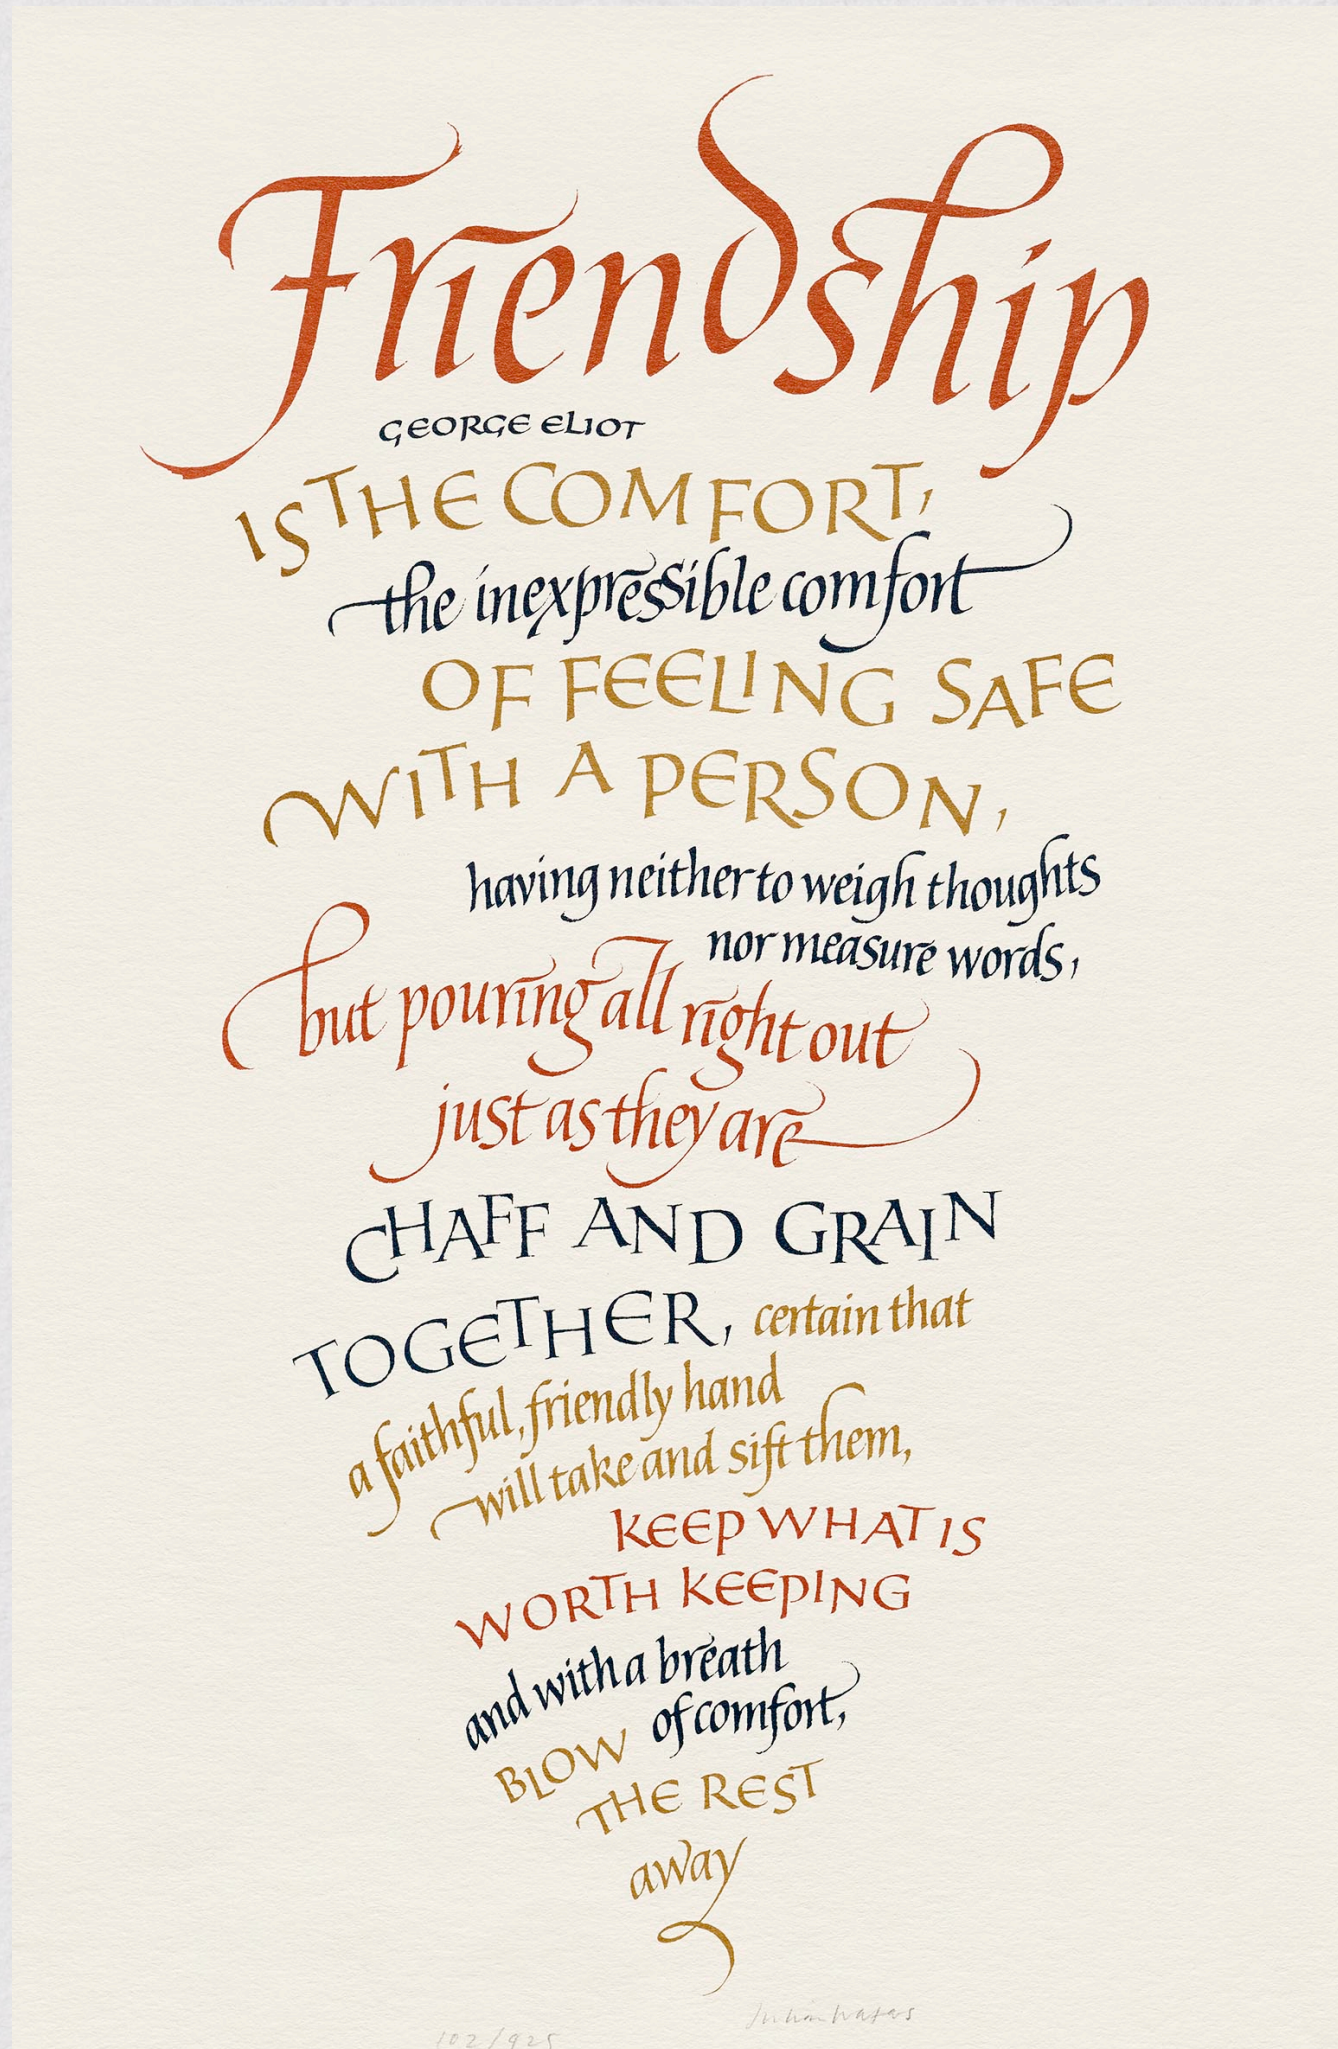 Friendship
GEORGE ELIOT
IS THE COMFORT,
the inexpressible comfort
OF FEELING SAFE
WITH A PERSON,
having neither to weigh thoughts
nor measure words,
but pouring all right out
just as they are
CHAFF AND GRAIN
TOGETHER, certain that
a faithful, friendly hand
will take and sift them,
KEEP WHAT IS
WORTH KEEPING
and with a breath
of comfort,
BLOW
THE REST
away
102/925